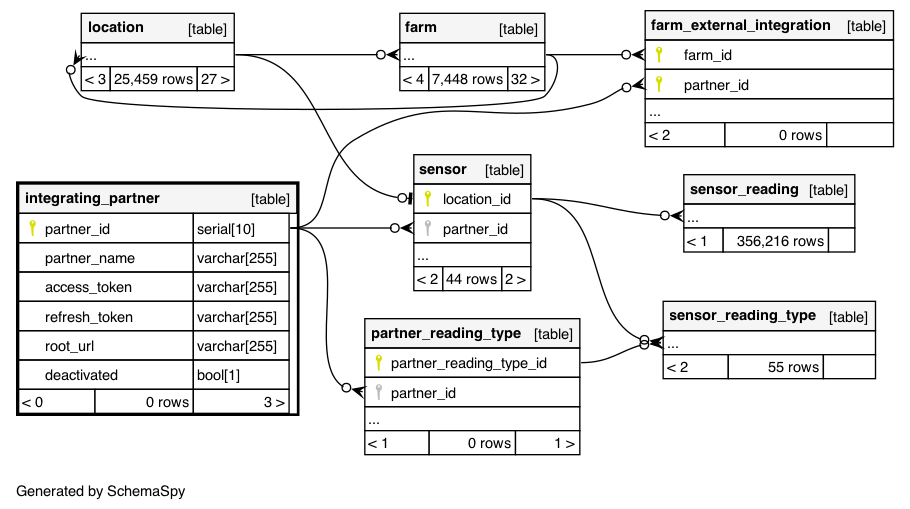 location [table]
...
< 3 25,459 rows 27 >
farm [table]
...
< 4 7,448 rows 32 >
farm_external_integration [table]
farm_id
partner_id
...
< 2 0 rows
sensor [table]
location_id
partner_id
...
< 2 44 rows 2 >
sensor_reading [table]
...
< 1 356,216 rows
integrating_partner [table]
partner_id serial[10]
partner_name varchar[255]
access_token varchar[255]
refresh_token varchar[255]
root_url varchar[255]
deactivated bool[1]
< 0 0 rows 3 >
partner_reading_type [table]
partner_reading_type_id
partner_id
...
< 1 0 rows 1 >
sensor_reading_type [table]
...
< 2 55 rows
Generated by SchemaSpy